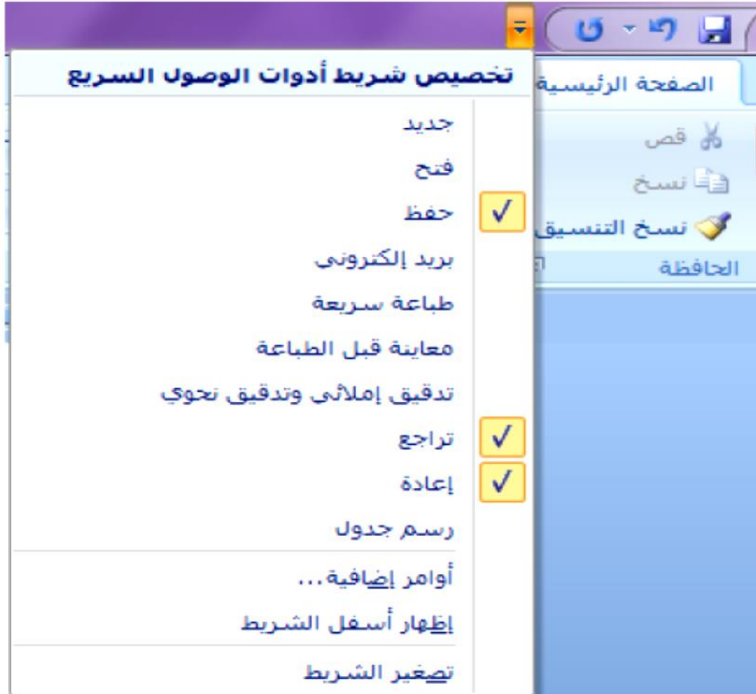 الصفحة الرئيسية
قص
نسخ
نسخ التنسيق
الحافظة
تخصيص شريط أدوات الوصول السريع
جديد
فتح
حفظ
بريد إلكتروني
طباعة سريعة
معاينة قبل الطباعة
تدقيق إملائي وتدقيق نحوي
تراجع
إعادة
رسم جدول
أوامر إضافية...
إظهار أسفل الشريط
تصغير الشريط